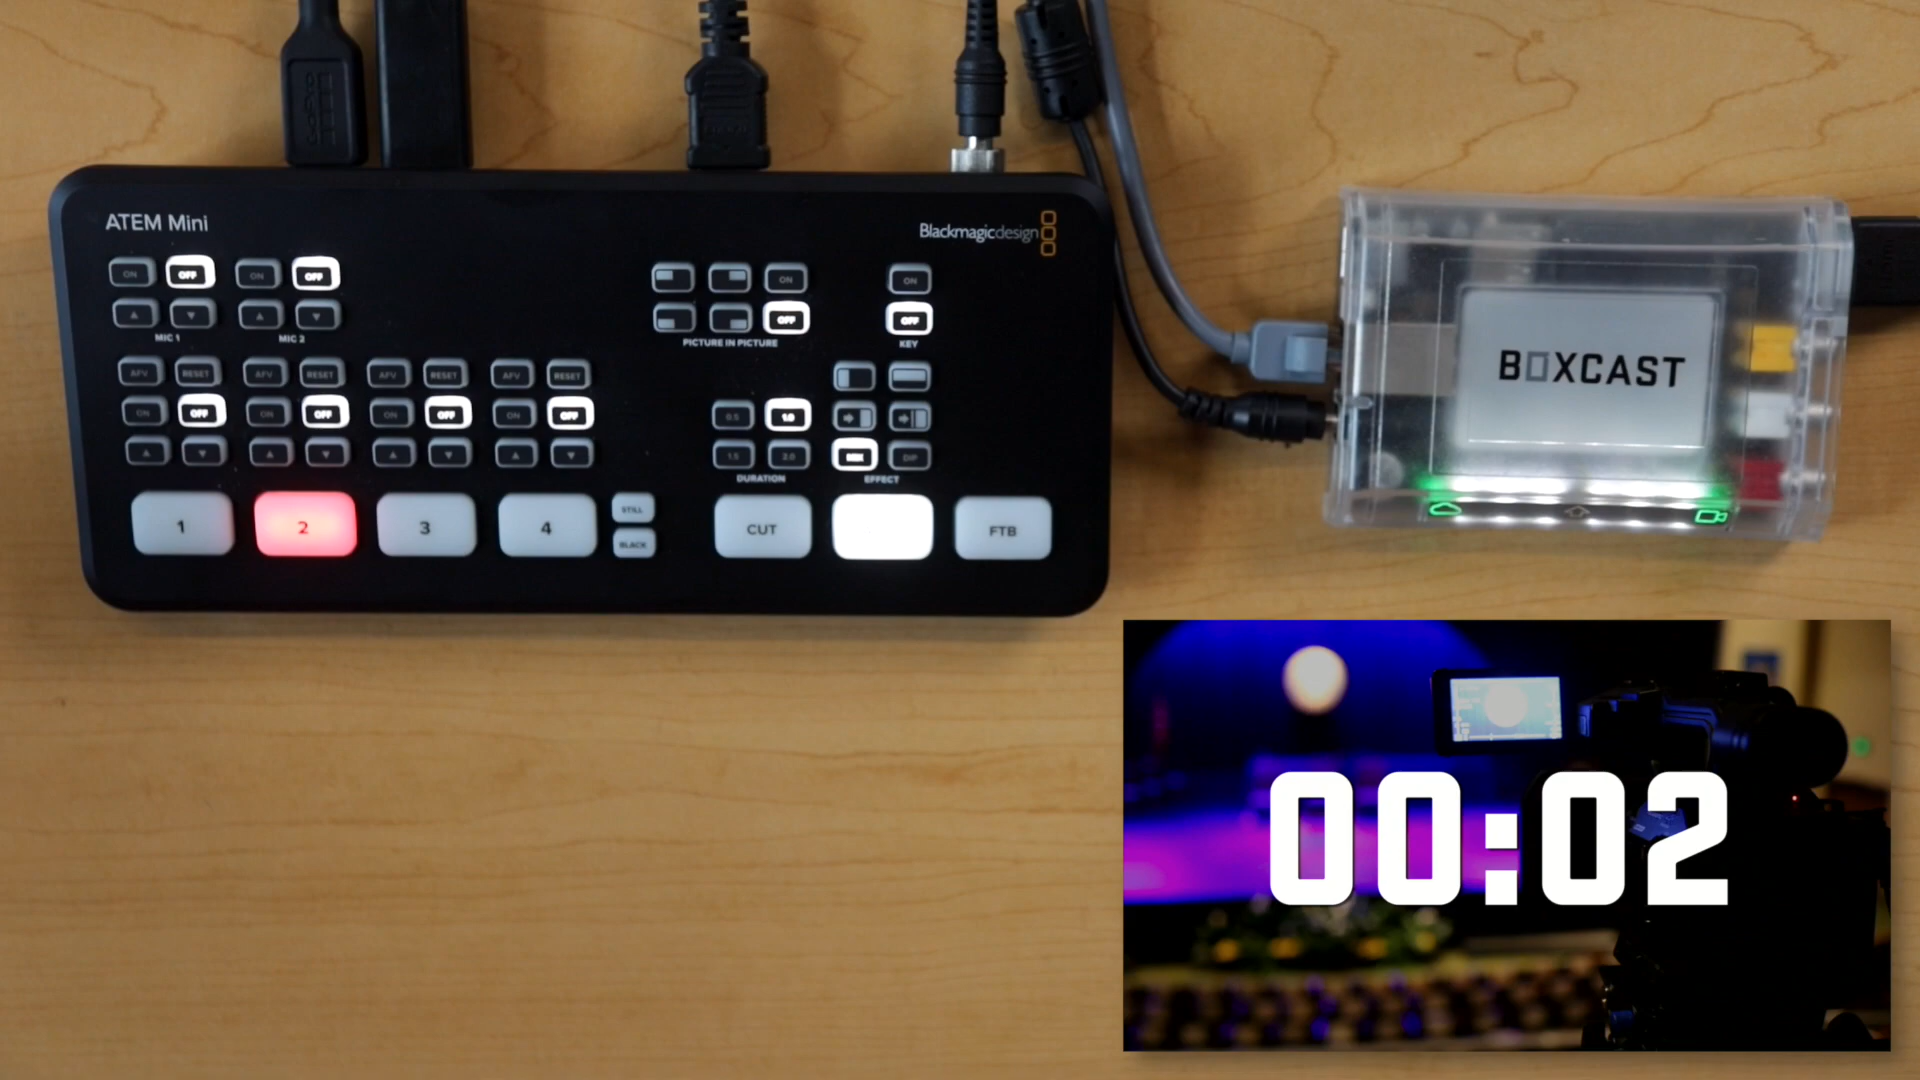 GoPro
ATEM Mini
Blackmagicdesign
ON OFF ON OFF
MIC 1 MIC 2
ON
OFF
PICTURE IN PICTURE
ON
OFF
KEY
AFV RESET AFV RESET AFV RESET AFV RESET
ON OFF ON OFF ON OFF ON OFF
0.5 1.0
1.5 2.0
DURATION
MIX DIP
EFFECT
1 2 3 4
STILL
BLACK
CUT FTB
BOXCAST
00:02